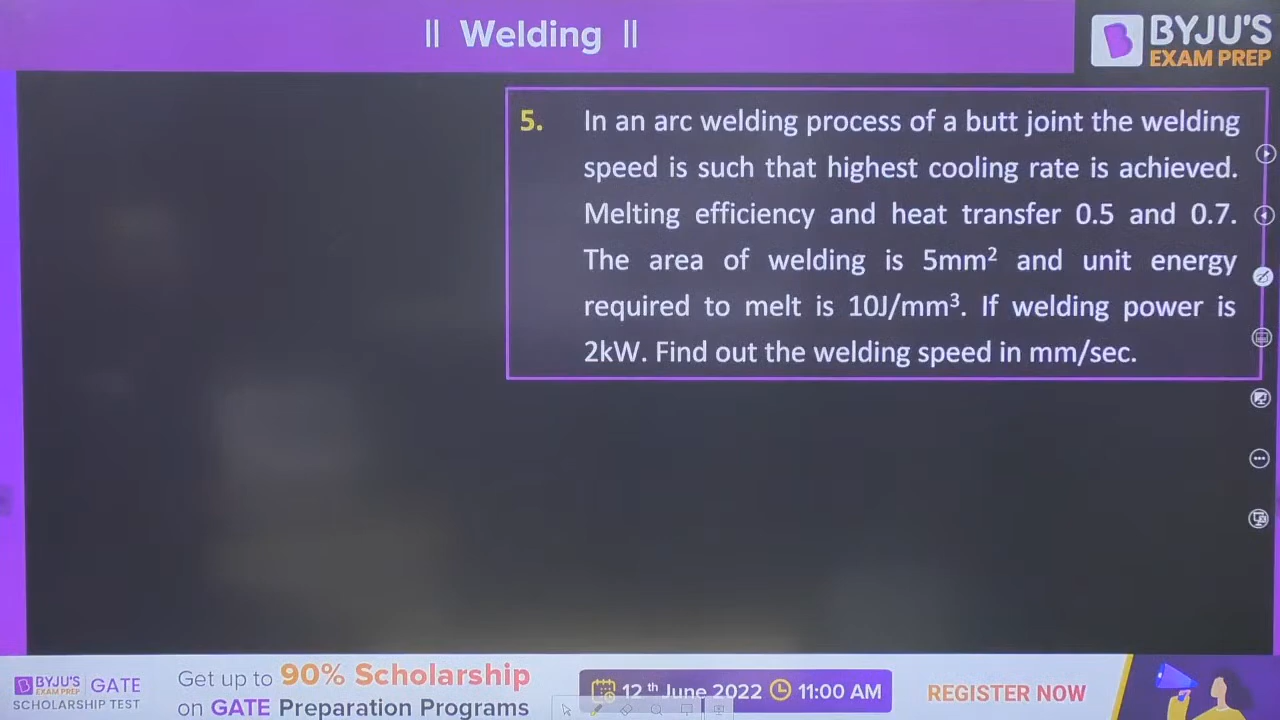 || Welding ||
BYJU'S
EXAM PREP
5. In an arc welding process of a butt joint the welding
speed is such that highest cooling rate is achieved.
Melting efficiency and heat transfer 0.5 and 0.7.
The area of welding is 5mm² and unit energy
required to melt is 10J/mm³. If welding power is
2kW. Find out the welding speed in mm/sec.
BYJU'S
EXAM PREP
GATE
SCHOLARSHIP TEST
Get up to 90% Scholarship
on GATE Preparation Programs
12 th June 2022 11:00 AM
REGISTER NOW